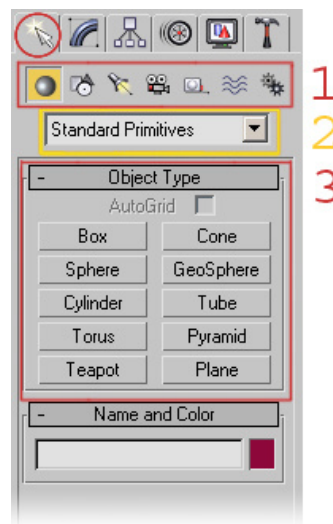 1
Standard Primitives
2
- Object Type
3
AutoGrid
Box Cone
Sphere GeoSphere
Cylinder Tube
Torus Pyramid
Teapot Plane
- Name and Color